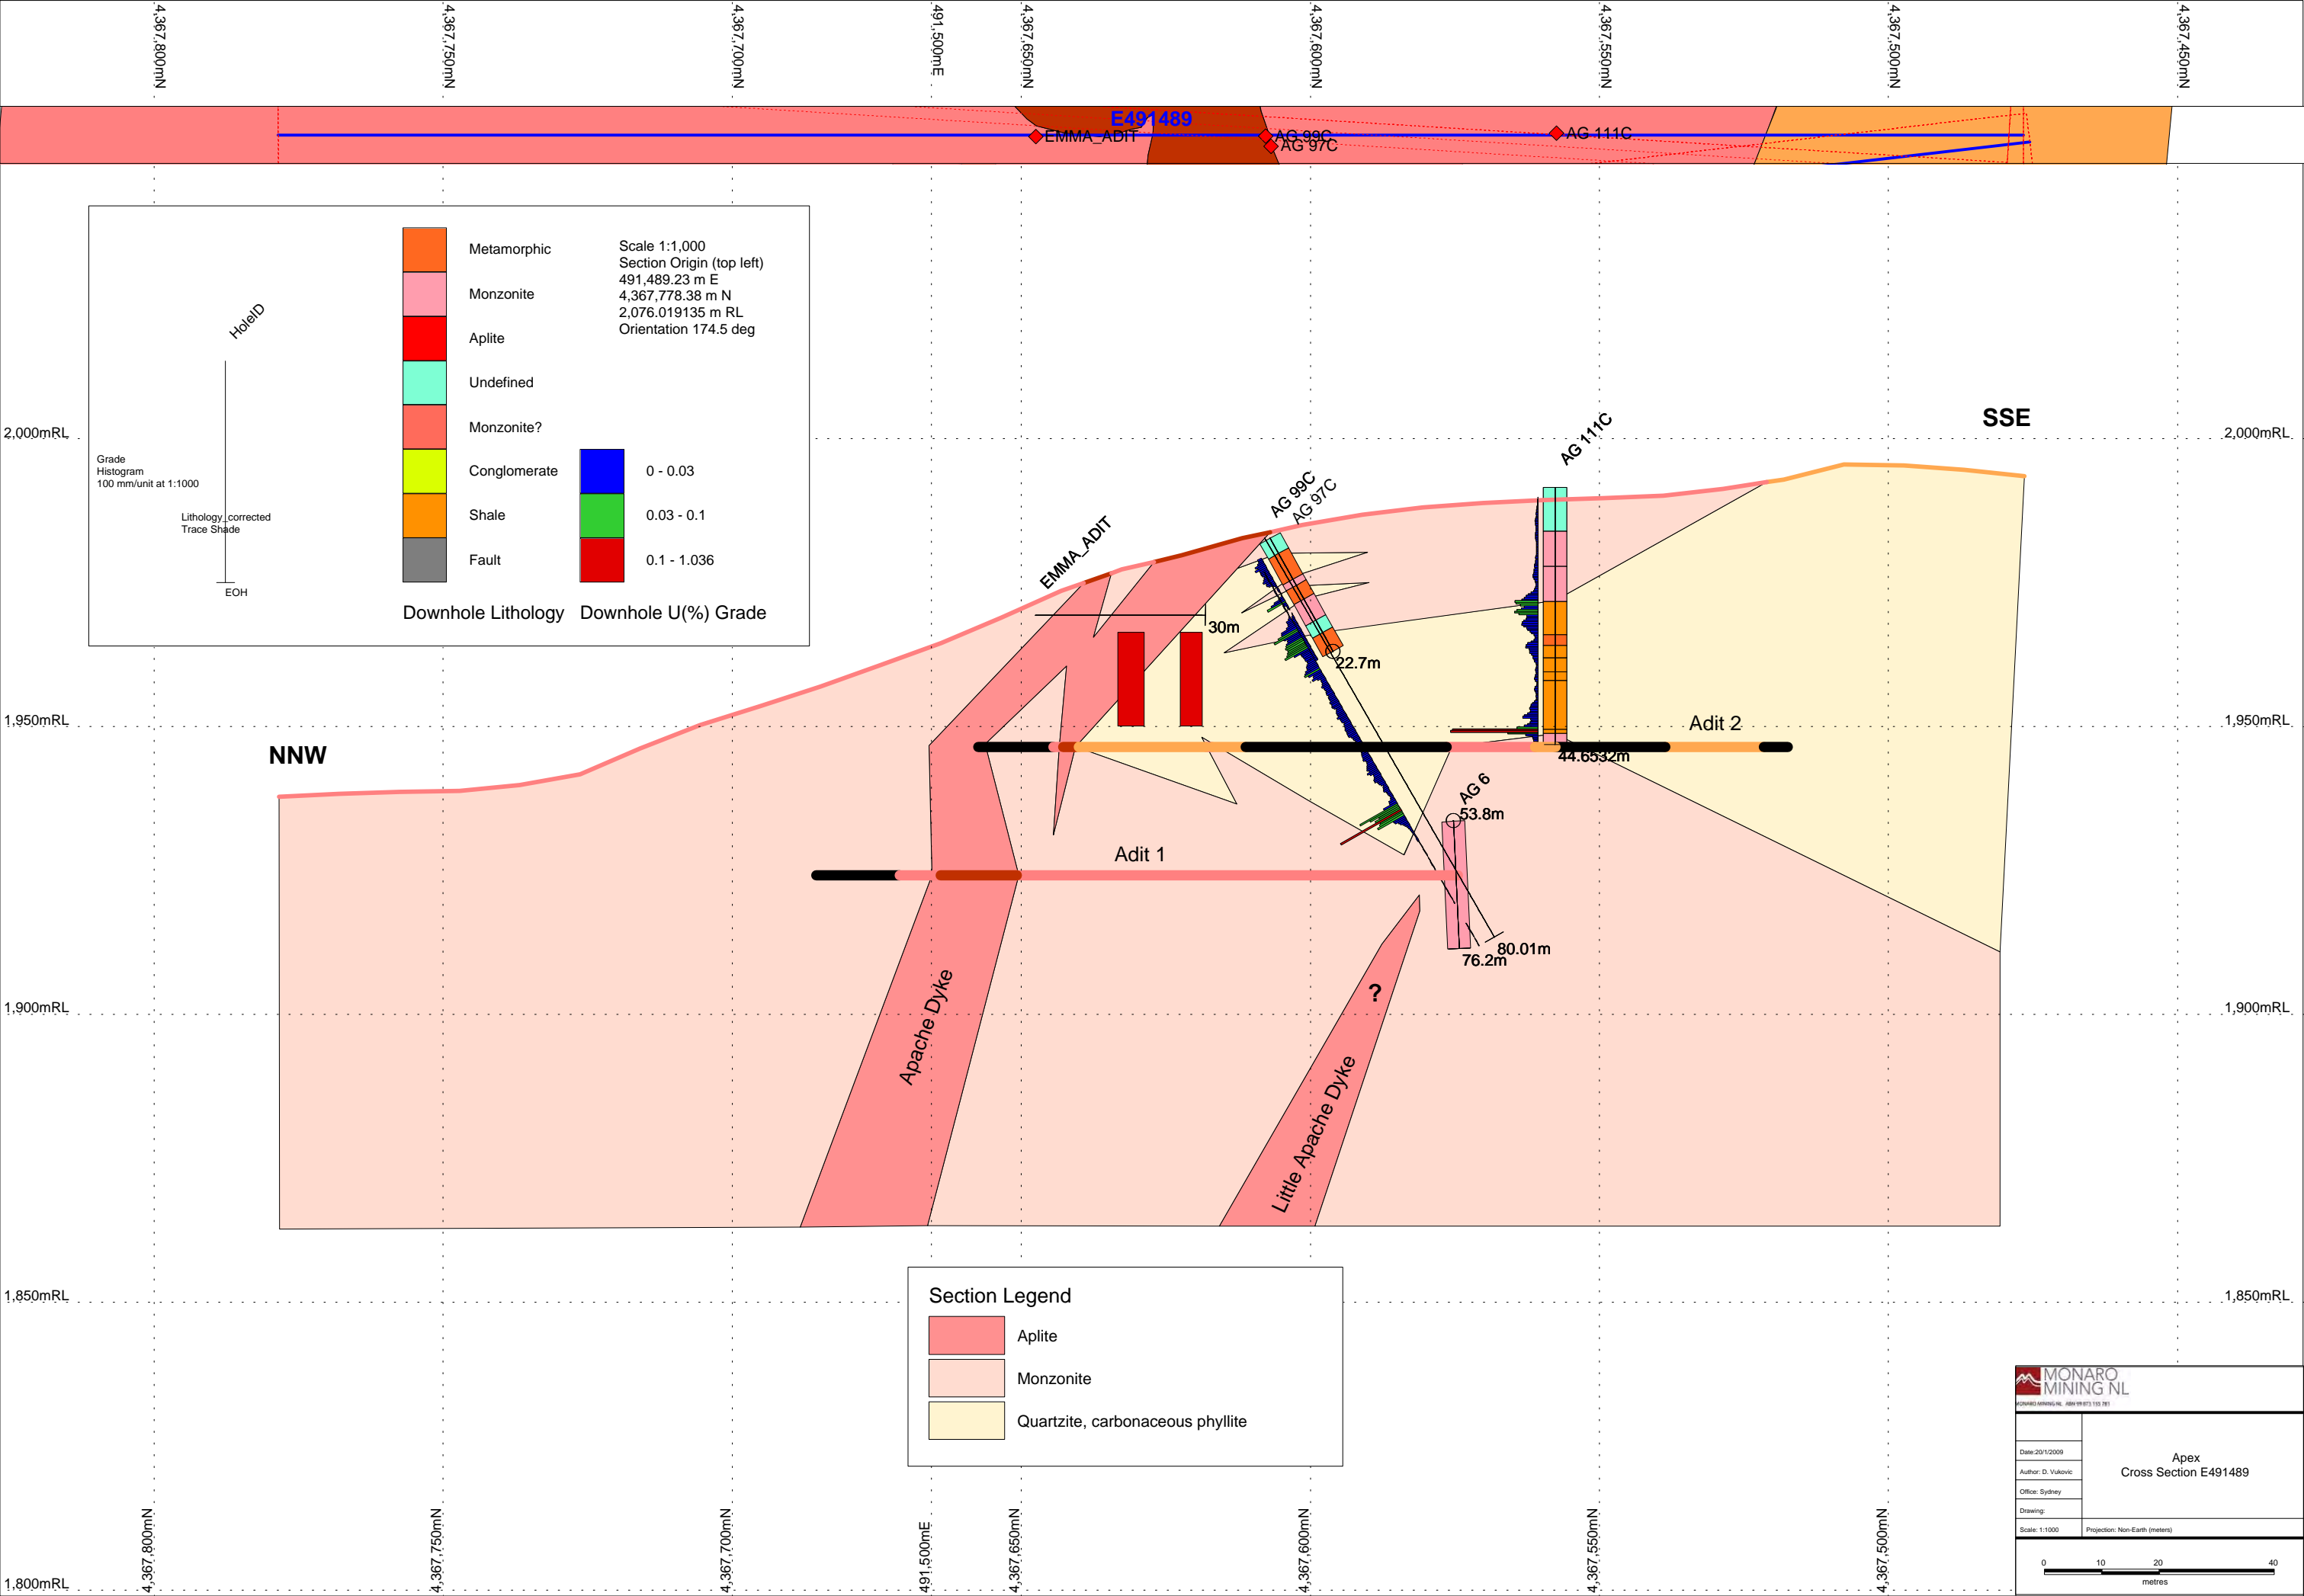 4,367,800mN
4,367,750mN
4,367,700mN
491,500mE
4,367,650mN
4,367,600mN
4,367,550mN
4,367,500mN
4,367,450mN
E491489
EMMA_ADIT
AG 99C
AG 97C
AG 111C
HoleID
Grade
Histogram
100 mm/unit at 1:1000
Lithology_corrected
Trace Shade
EOH
Metamorphic
Monzonite
Aplite
Undefined
Monzonite?
Conglomerate
Shale
Fault
Downhole Lithology
Scale 1:1,000
Section Origin (top left)
491,489.23 m E
4,367,778.38 m N
2,076.019135 m RL
Orientation 174.5 deg
0 - 0.03
0.03 - 0.1
0.1 - 1.036
Downhole U(%) Grade
2,000mRL
2,000mRL
SSE
AG 111C
AG 99C
AG 97C
EMMA_ADIT
30m
22.7m
1,950mRL
1,950mRL
NNW
Adit 2
44.6532m
AG 6
53.8m
Adit 1
80.01m
76.2m
Apache Dyke
?
Little Apache Dyke
1,900mRL
1,900mRL
1,850mRL
1,850mRL
Section Legend
Aplite
Monzonite
Quartzite, carbonaceous phyllite
MONARO
MINING NL
MONARO MINING NL ABN 99 073 155 781
Date:20/1/2009
Author: D. Vukovic
Office: Sydney
Drawing:
Scale: 1:1000
Apex
Cross Section E491489
Projection: Non-Earth (meters)
0 10 20 40
metres
4,367,800mN
4,367,750mN
4,367,700mN
491,500mE
4,367,650mN
4,367,600mN
4,367,550mN
4,367,500mN
1,800mRL